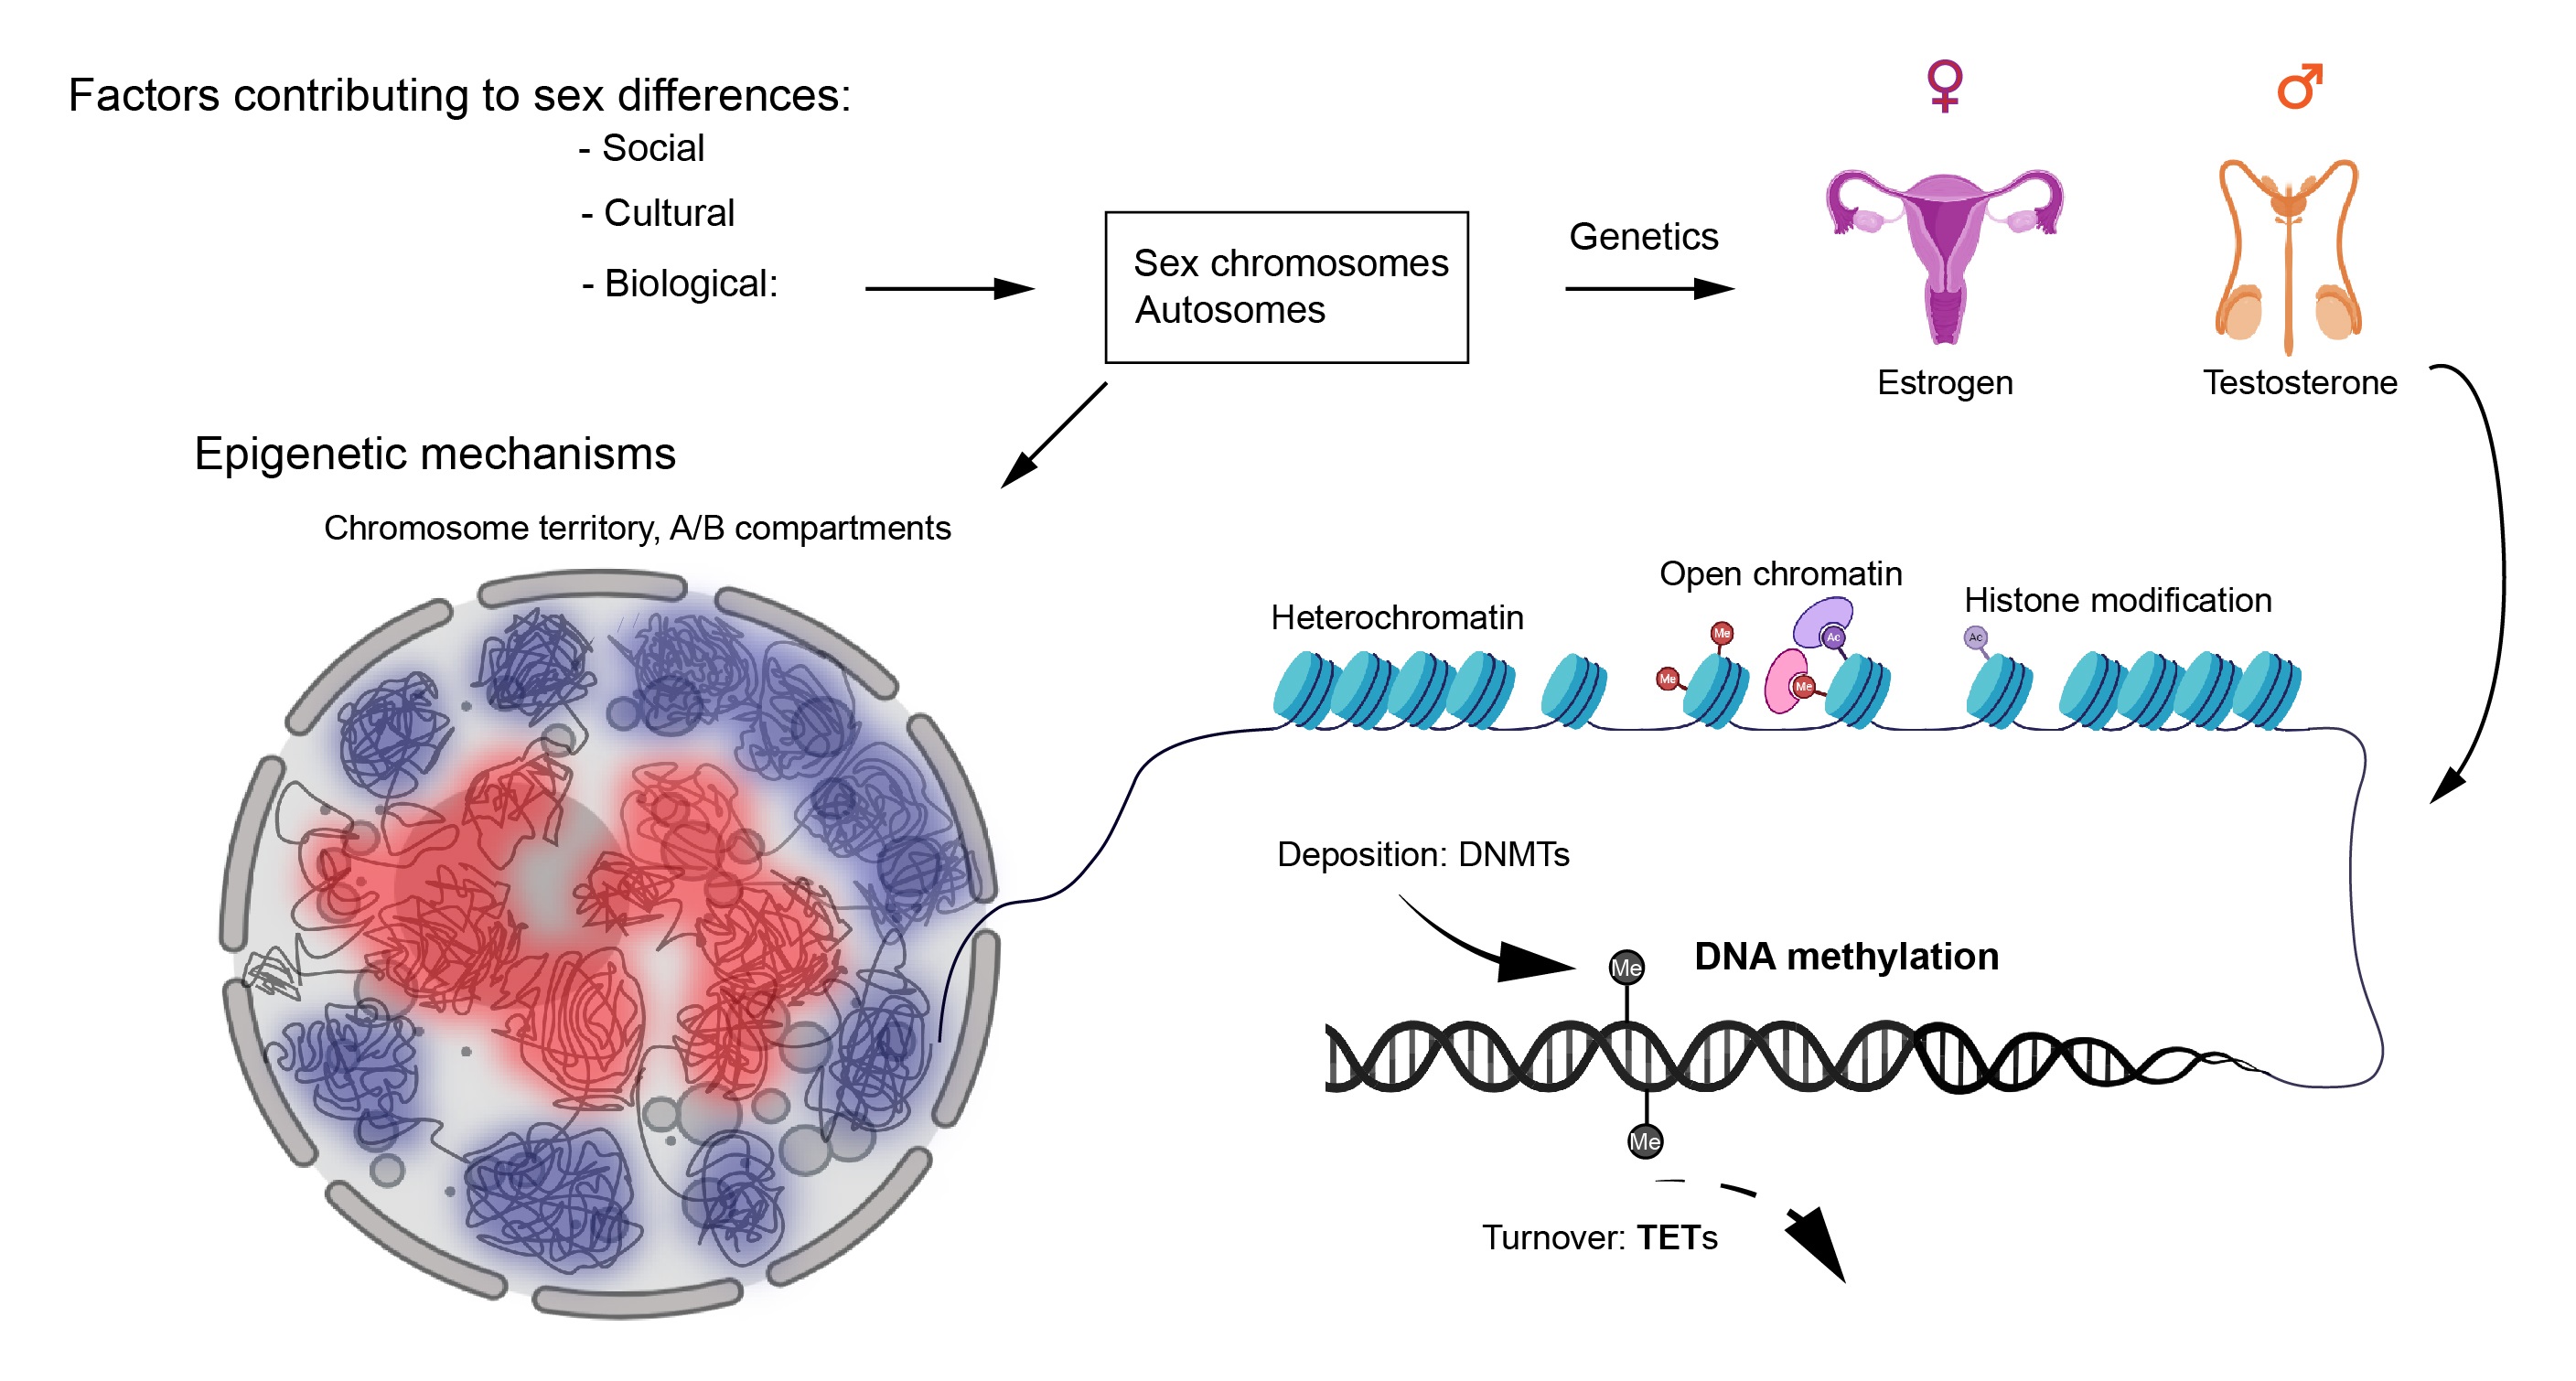 Factors contributing to sex differences:
- Social
- Cultural
- Biological:
Sex chromosomes
Autosomes
Genetics
♀
♂
Estrogen
Testosterone
Epigenetic mechanisms
Chromosome territory, A/B compartments
Heterochromatin
Open chromatin
Histone modification
Me
Me
Ac
Me
Ac
Deposition: DNMTs
Me
DNA methylation
Me
Turnover: TETs